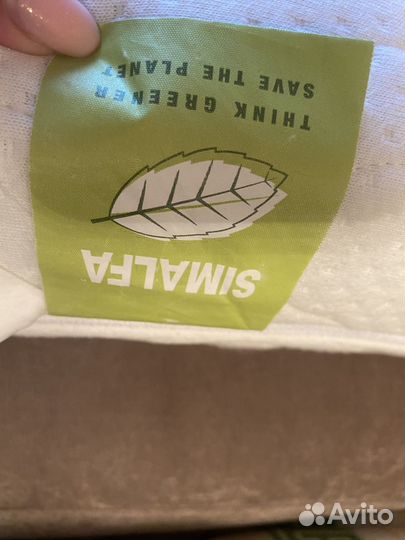 SIMALFA
THINK GREENER
SAVE THE PLANET
Avito